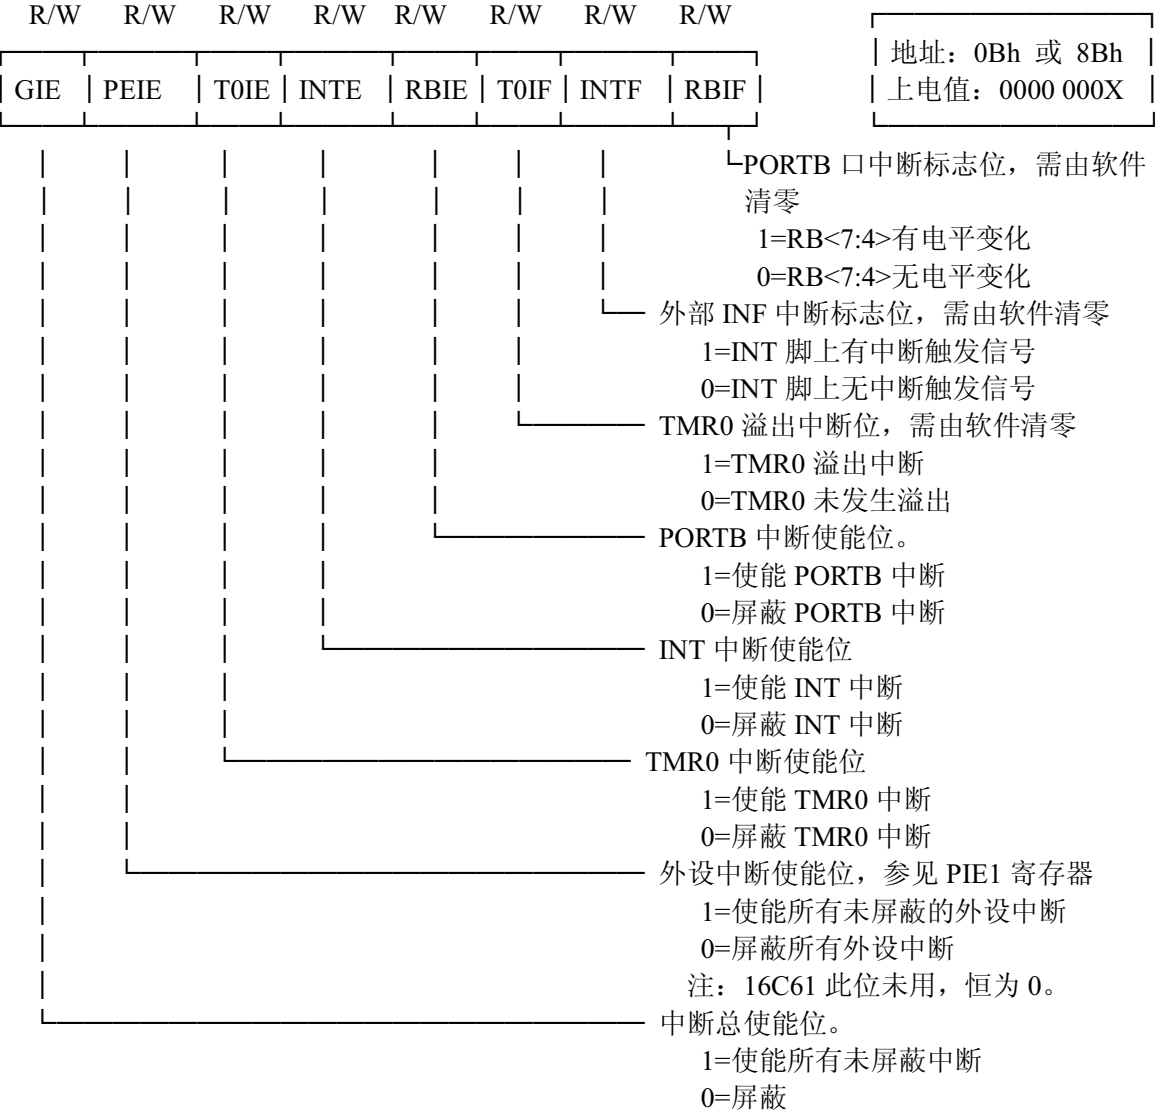 R/W R/W R/W R/W R/W R/W R/W R/W
地址：0Bh 或 8Bh
GIE PEIE T0IE INTE RBIE T0IF INTF RBIF
上电值：0000 000X
PORTB 口中断标志位，需由软件
清零
1=RB<7:4>有电平变化
0=RB<7:4>无电平变化
外部 INF 中断标志位，需由软件清零
1=INT 脚上有中断触发信号
0=INT 脚上无中断触发信号
TMR0 溢出中断位，需由软件清零
1=TMR0 溢出中断
0=TMR0 未发生溢出
PORTB 中断使能位。
1=使能 PORTB 中断
0=屏蔽 PORTB 中断
INT 中断使能位
1=使能 INT 中断
0=屏蔽 INT 中断
TMR0 中断使能位
1=使能 TMR0 中断
0=屏蔽 TMR0 中断
外设中断使能位，参见 PIE1 寄存器
1=使能所有未屏蔽的外设中断
0=屏蔽所有外设中断
注：16C61 此位未用，恒为 0。
中断总使能位。
1=使能所有未屏蔽中断
0=屏蔽